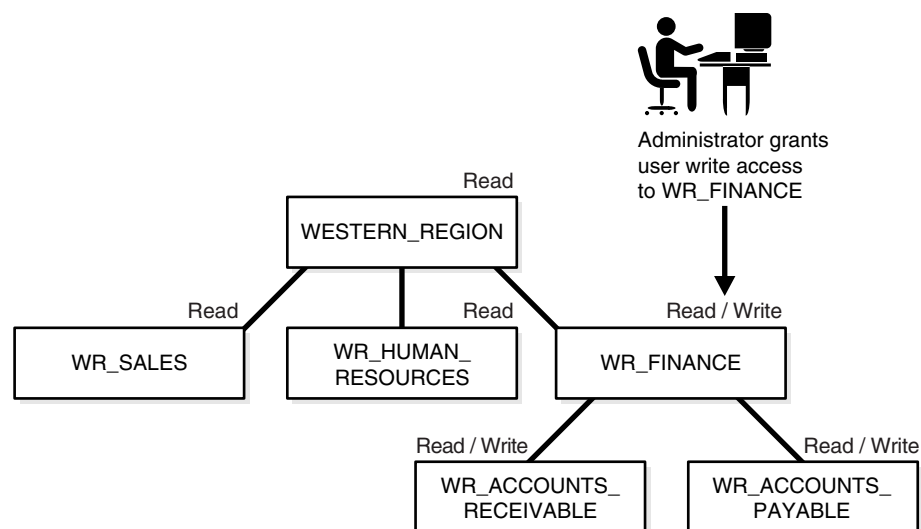 Administrator grants
user write access
to WR_FINANCE
Read
WESTERN_REGION
Read
Read
Read / Write
WR_SALES
WR_HUMAN_
RESOURCES
WR_FINANCE
Read / Write
Read / Write
WR_ACCOUNTS_
RECEIVABLE
WR_ACCOUNTS_
PAYABLE